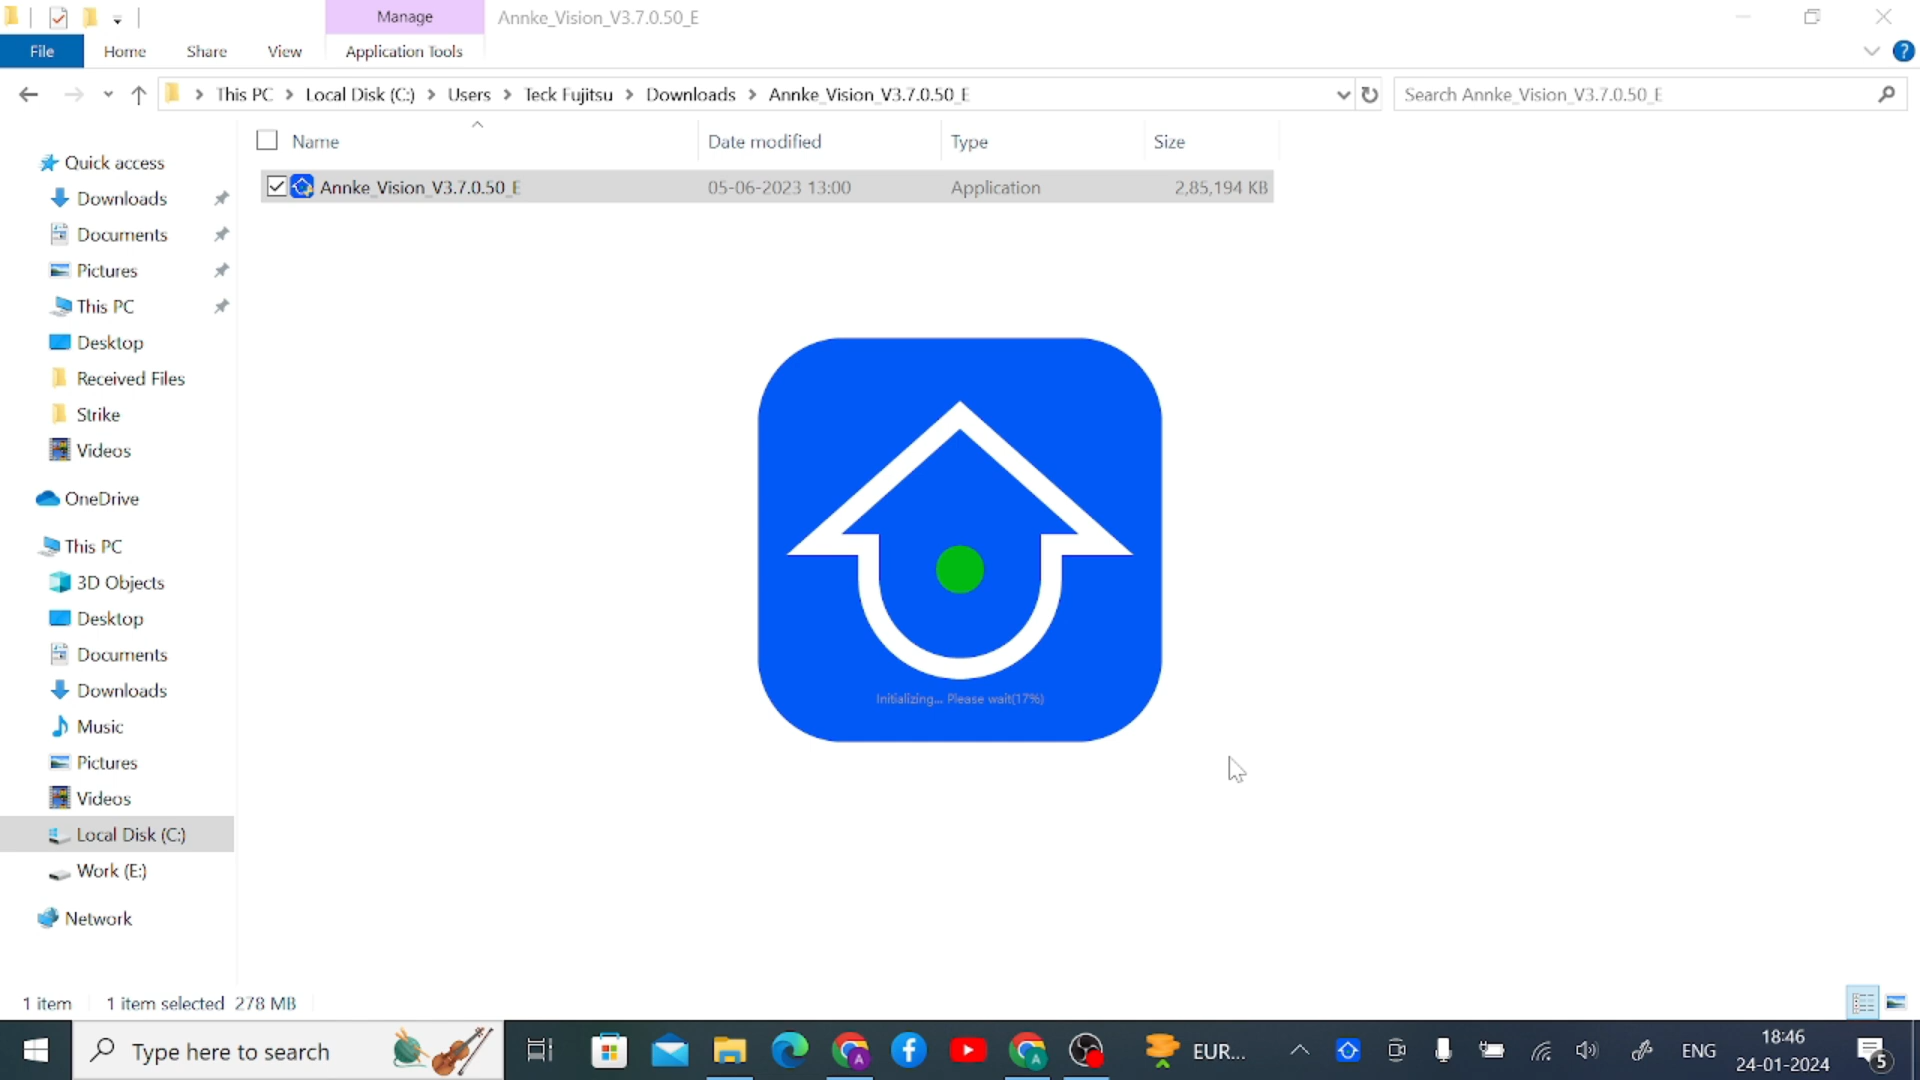 Manage
Annke_Vision_V3.7.0.50_E
File
Home
Share
View
Application Tools
?
This PC
Local Disk (C:)
Users
Teck Fujitsu
Downloads
Annke_Vision_V3.7.0.50_E
Search Annke_Vision_V3.7.0.50_E
Name
Date modified
Type
Size
Annke_Vision_V3.7.0.50_E
05-06-2023 13:00
Application
2,85,194 KB
Quick access
Downloads
Documents
Pictures
This PC
Desktop
Received Files
Strike
Videos
OneDrive
This PC
3D Objects
Desktop
Documents
Downloads
Music
Pictures
Videos
Local Disk (C:)
Work (E:)
Network
Initializing... Please wait(17%)
1 item
1 item selected 278 MB
Type here to search
A
A
EUR...
ENG
18:46
24-01-2024
5